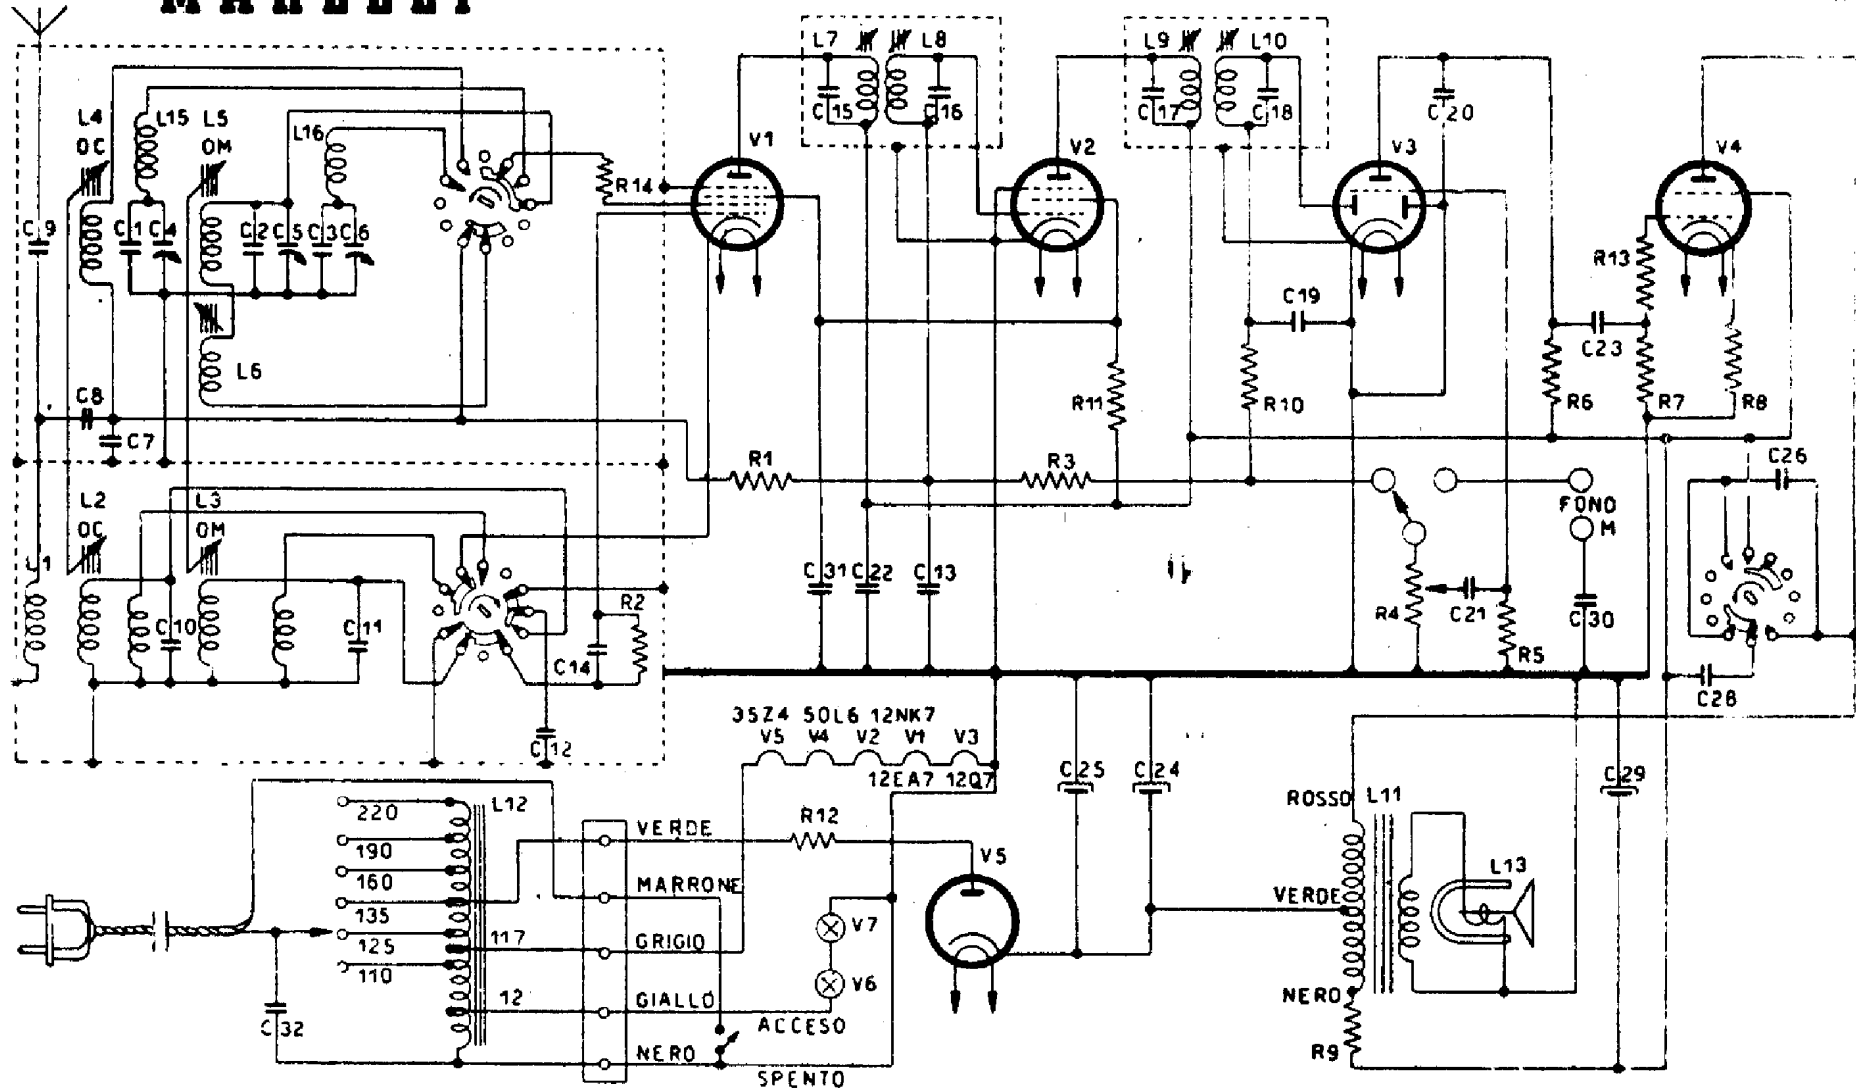 MARELLI
L7 L8 L9 L10
L4 L15 L5 L16
OC OM
C15 C16 C17 C18 C20
V1 V2 V3 V4
R14
C9 C1 C4 C2 C5 C3 C6
R13
C19
L6
C23
C8 R11 R10 R6 R7 R8
C7
R1 R3 C26
L2 L3
OC OM
FONO
M
L1
C31 C22 C13
R2 R4 C21 C30
C10 C11
C14 R5
C28
35Z4 50L6 12NK7
V5 V4 V2 V1 V3
C12
12EA7 12Q7
C25 C24 C29
220 L12
ROSSO L11
R12
VERDE
190
V5
L13
160
MARRONE
VERDE
135
V7
125
117
GRIGIO
110
V6
12
GIALLO
NERO
C32
ACCESO
NERO
R9
SPENTO